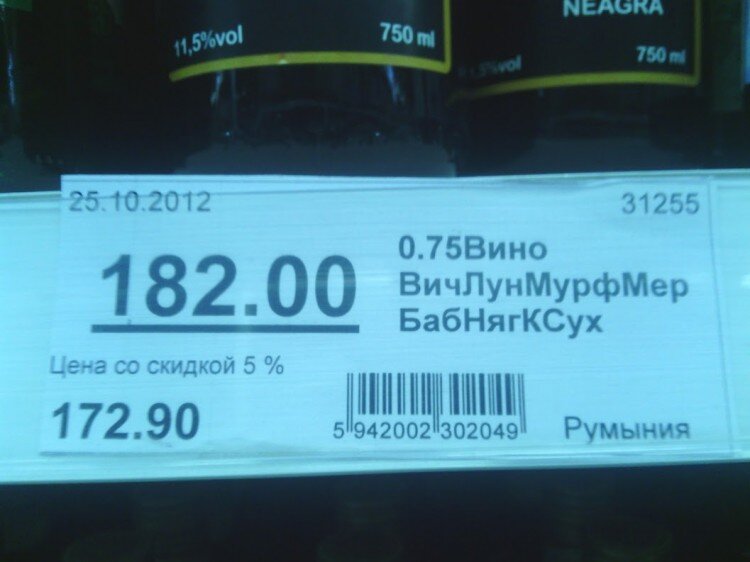 NEAGRA
11,5%vol 750 ml
750 ml
25.10.2012 31255
182.00
0.75Вино
ВичЛунМурфМер
БабНягКСух
Цена со скидкой 5 %
172.90
5 942002 302049
Румыния